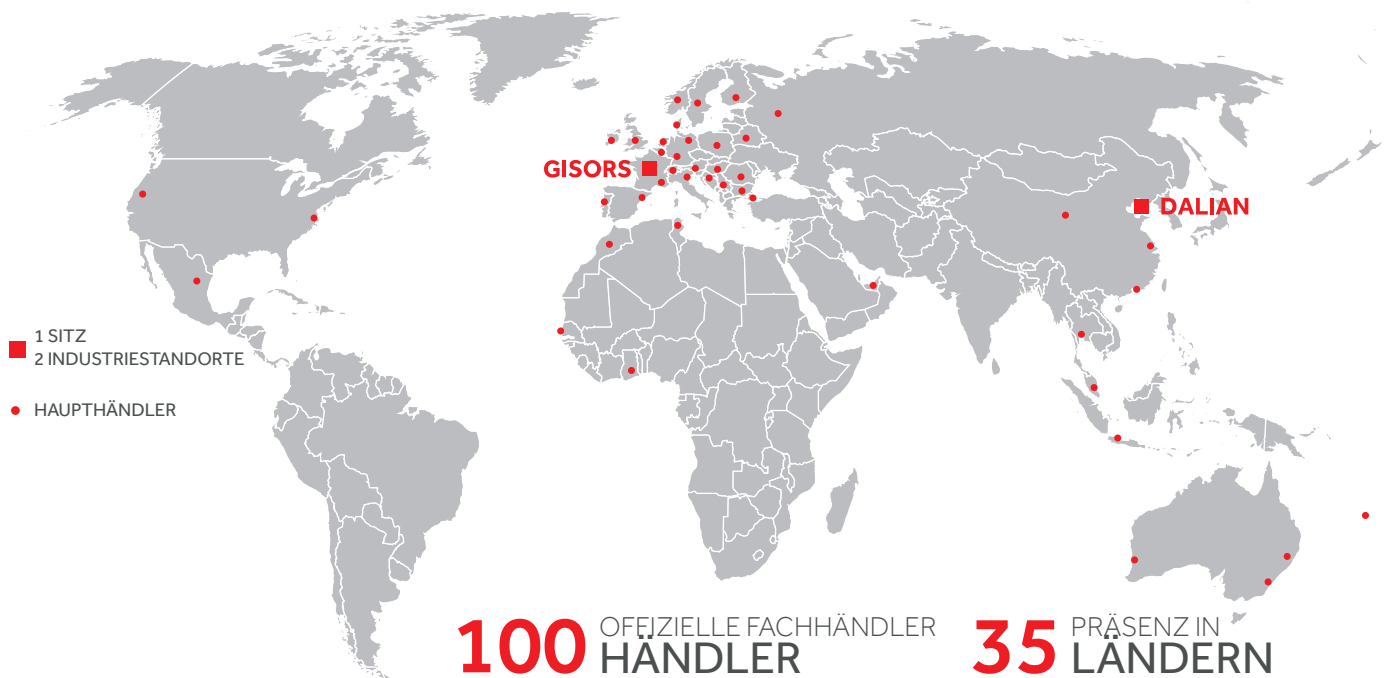 GISORS
DALIAN
1 SITZ
2 INDUSTRIESTANDORTE
HAUPTHÄNDLER
100 OFFIZIELLE FACHHÄNDLER
HÄNDLER
35 PRÄSENZ IN
LÄNDERN